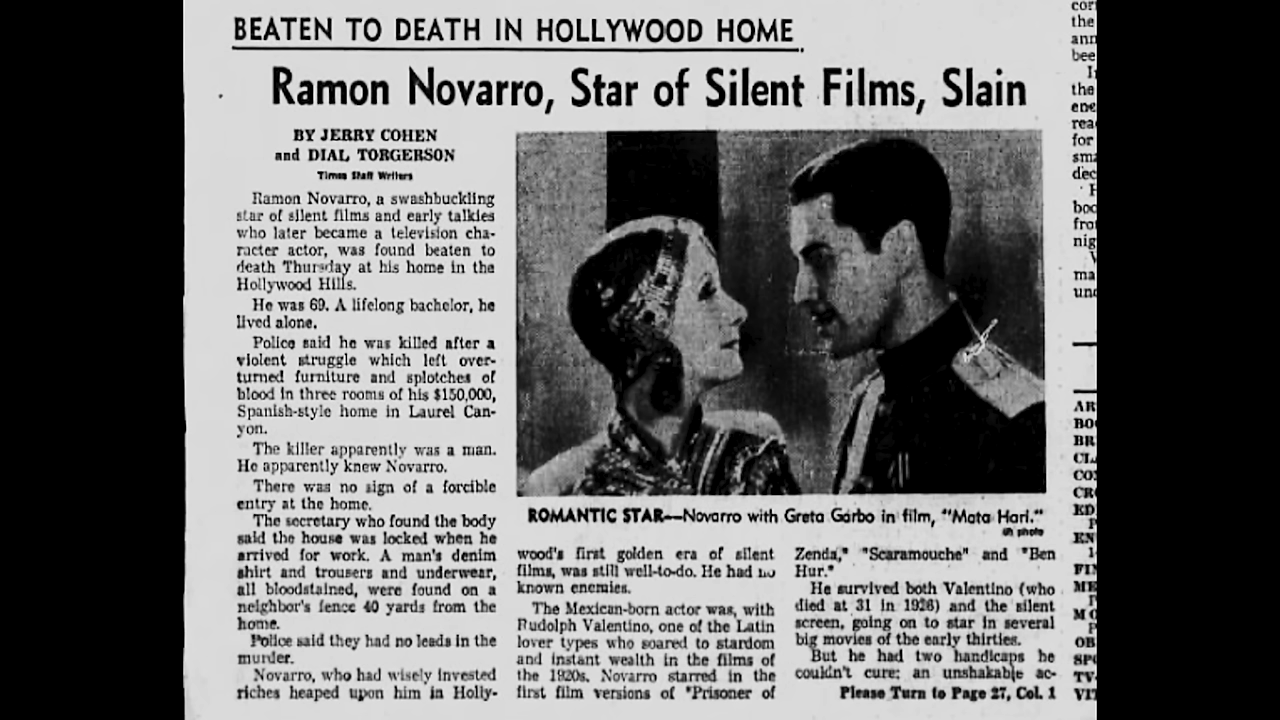 BEATEN TO DEATH IN HOLLYWOOD HOME
Ramon Novarro, Star of Silent Films, Slain
BY JERRY COHEN
and DIAL TORGERSON
Times Staff Writers
Ramon Novarro, a swashbuckling
star of silent films and early talkies
who later became a television cha-
racter actor, was found beaten to
death Thursday at his home in the
Hollywood Hills.
He was 69. A lifelong bachelor, he
lived alone.
Police said he was killed after a
violent struggle which left over-
turned furniture and splotches of
blood in three rooms of his $150,000,
Spanish-style home in Laurel Can-
yon.
The killer apparently was a man.
He apparently knew Novarro.
There was no sign of a forcible
entry at the home.
The secretary who found the body
said the house was locked when he
arrived for work. A man's denim
shirt and trousers and underwear,
all bloodstained, were found on a
neighbor's fence 40 yards from the
home.
Police said they had no leads in the
murder.
Novarro, who had wisely invested
riches heaped upon him in Holly-
ROMANTIC STAR—Novarro with Greta Garbo in film, "Mata Hari."
photo
wood's first golden era of silent
films, was still well-to-do. He had no
known enemies.
The Mexican-born actor was, with
Rudolph Valentino, one of the Latin
lover types who soared to stardom
and instant wealth in the films of
the 1920s. Novarro starred in the
first film versions of "Prisoner of
Zenda," "Scaramouche" and "Ben
Hur."
He survived both Valentino (who
died at 31 in 1926) and the silent
screen, going on to star in several
big movies of the early thirties.
But he had two handicaps he
couldn't cure: an unshakable ac-
Please Turn to Page 27, Col. 1